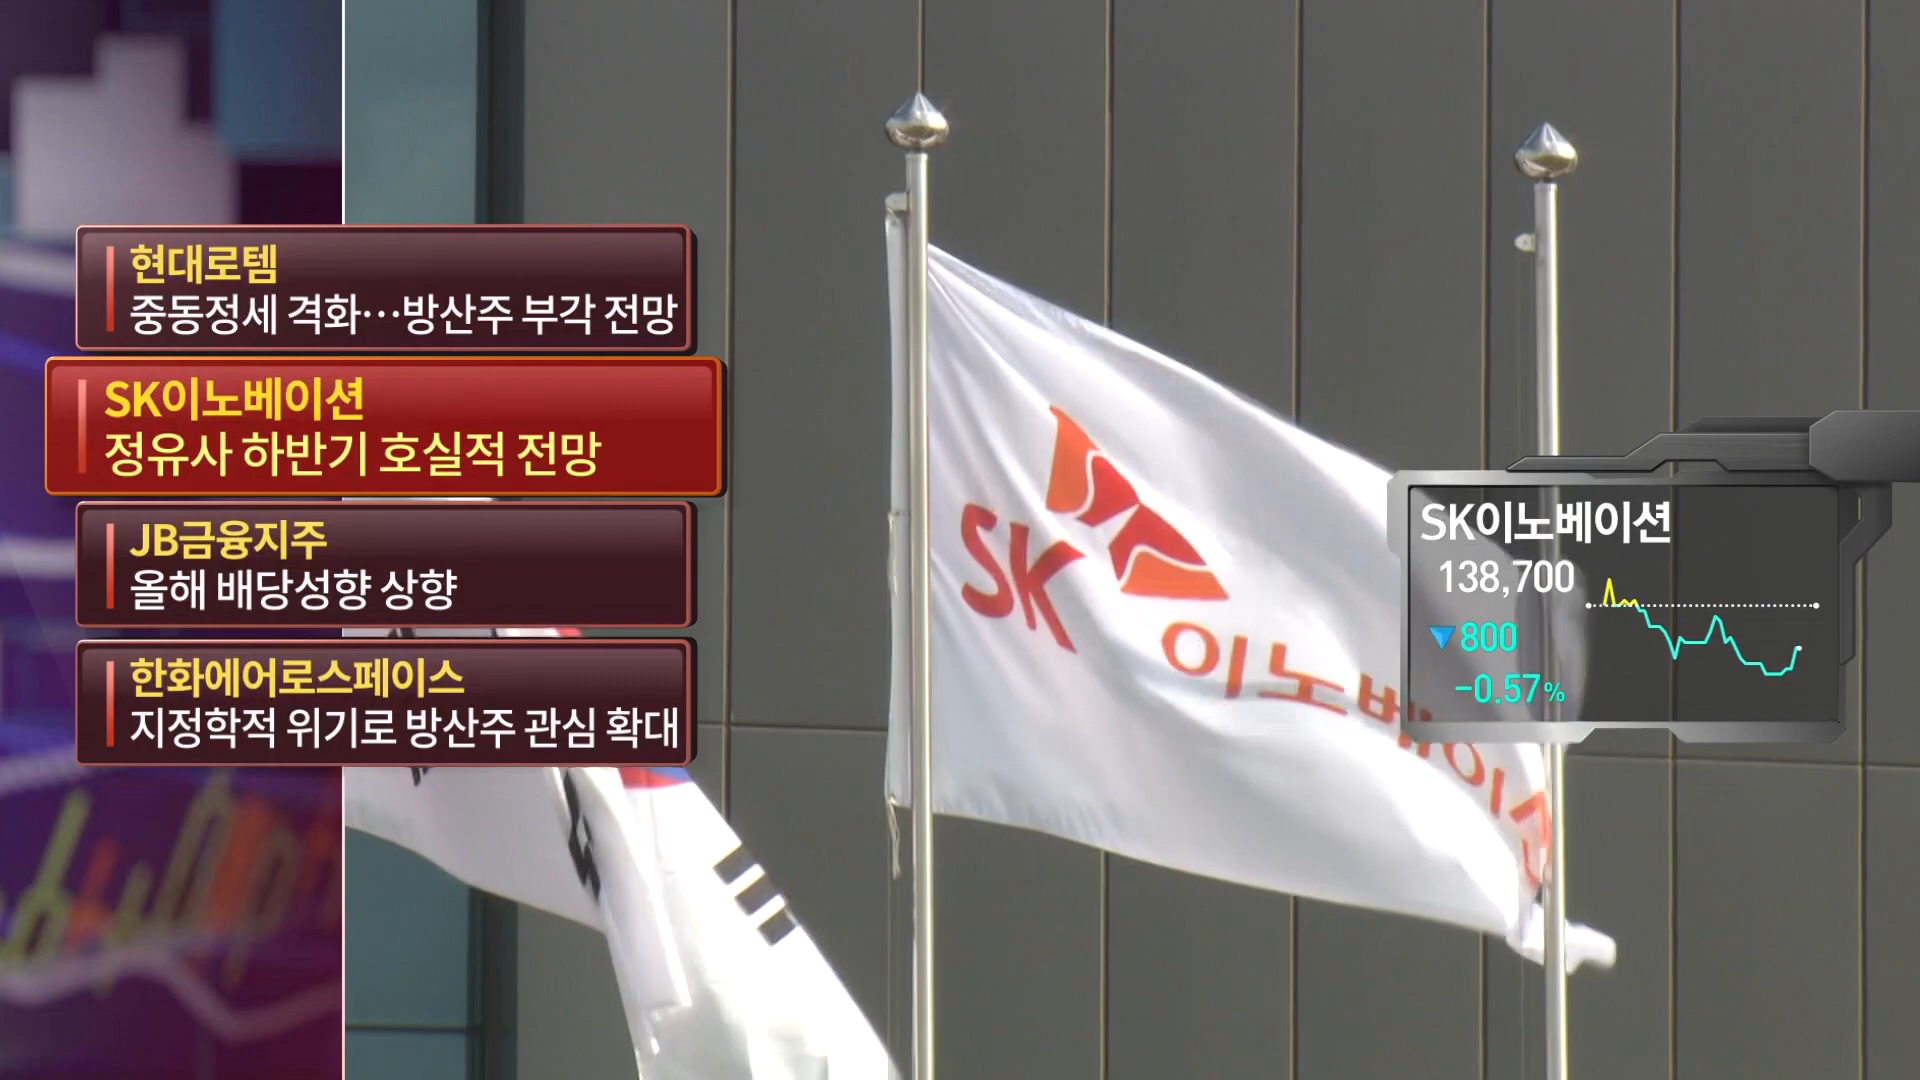 현대로템
중동정세 격화…방산주 부각 전망
SK이노베이션
정유사 하반기 호실적 전망
JB금융지주
올해 배당성향 상향
한화에어로스페이스
지정학적 위기로 방산주 관심 확대
SK
이노베이션
SK이노베이션
138,700
▼800
-0.57%